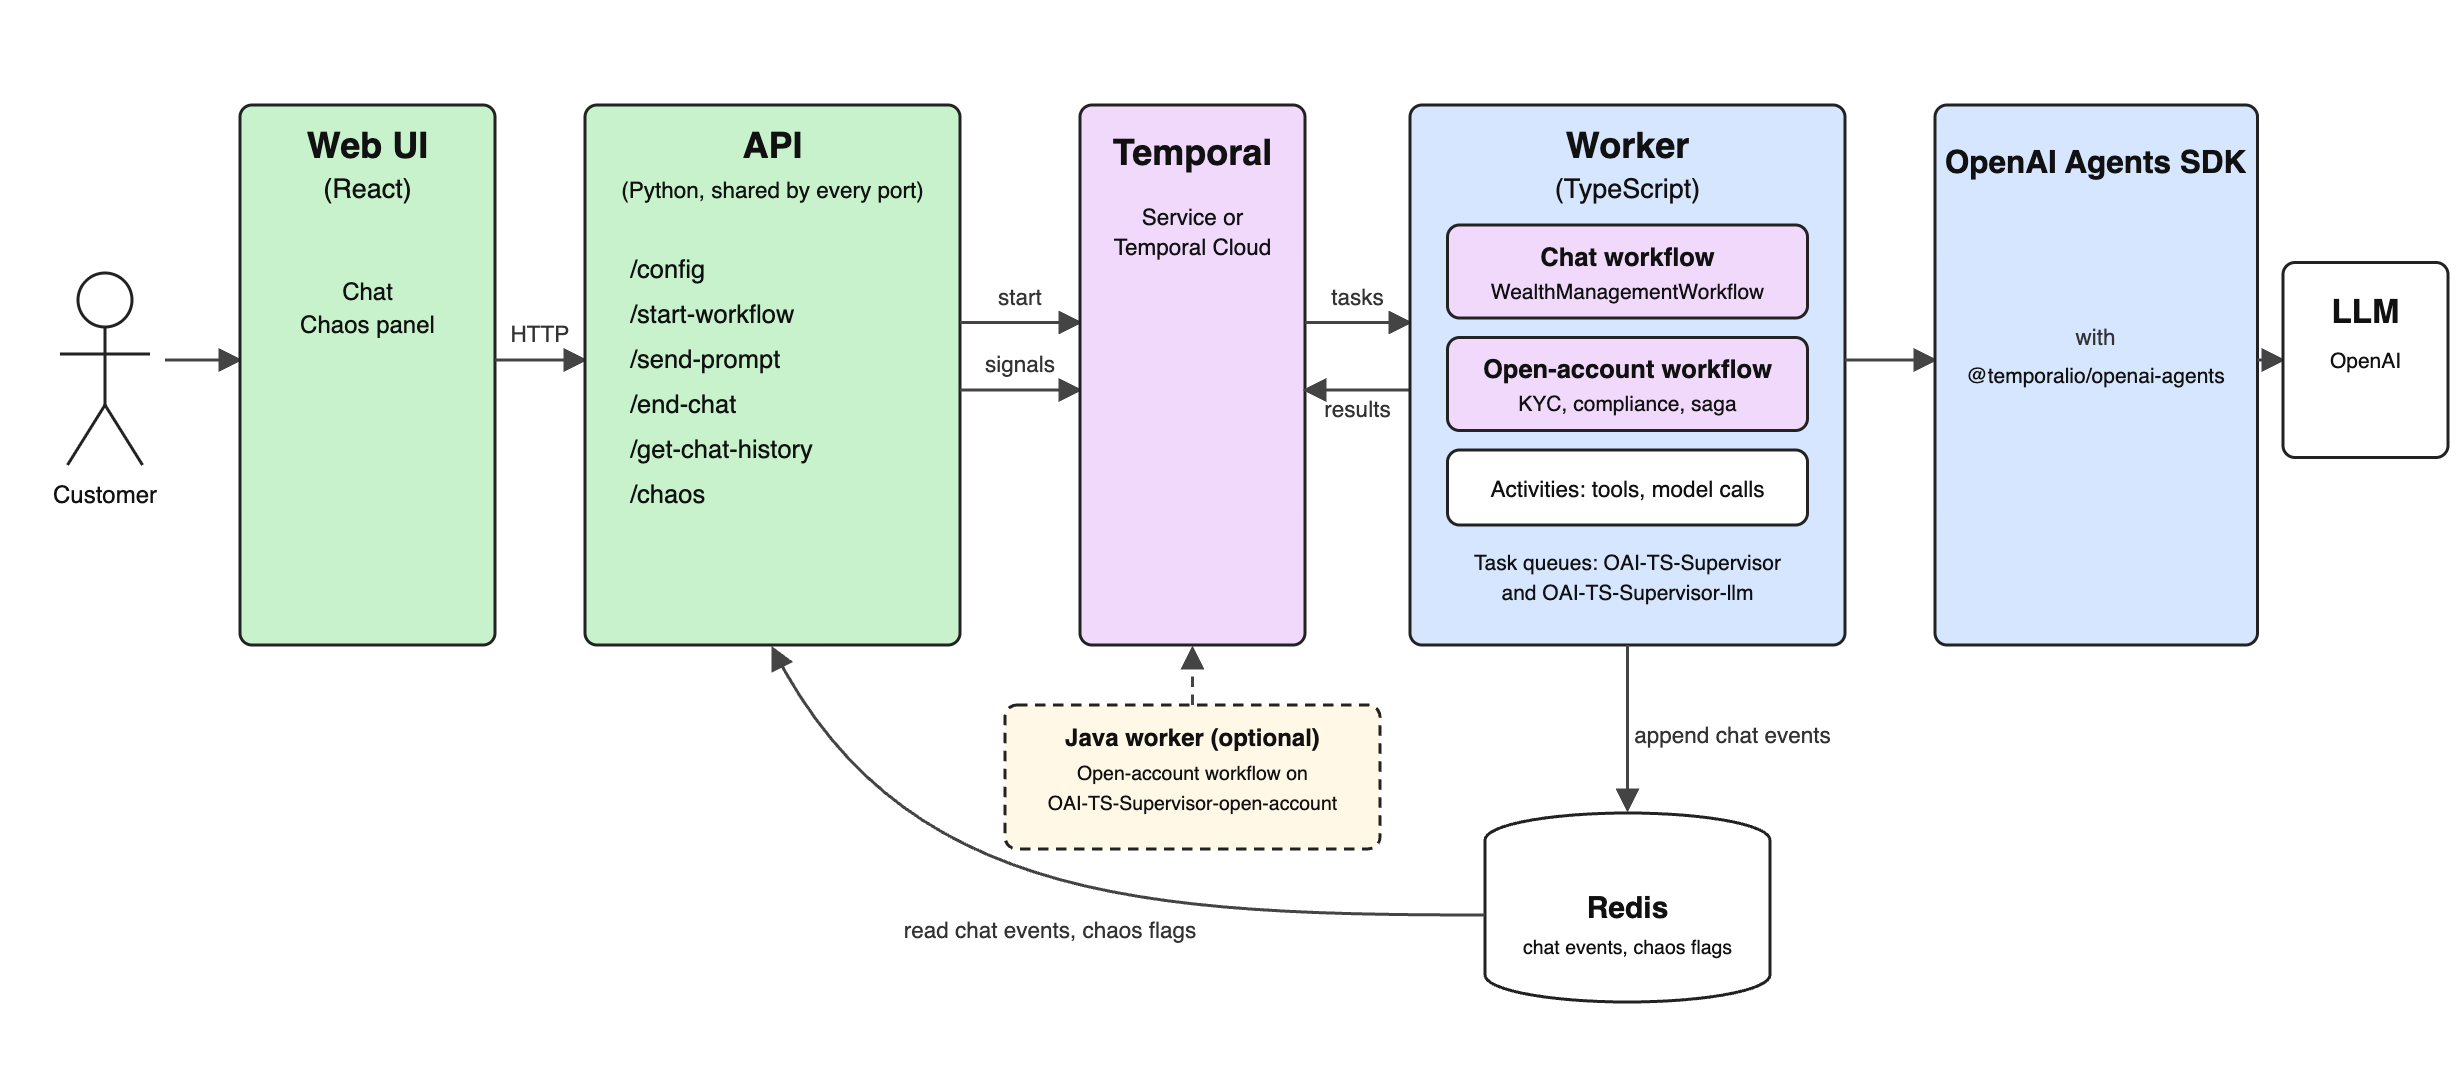 Customer
Web UI
(React)
Chat
Chaos panel
HTTP
API
(Python, shared by every port)
/config
/start-workflow
/send-prompt
/end-chat
/get-chat-history
/chaos
start
signals
Temporal
Service or
Temporal Cloud
tasks
results
Worker
(TypeScript)
Chat workflow
WealthManagementWorkflow
Open-account workflow
KYC, compliance, saga
Activities: tools, model calls
Task queues: OAI-TS-Supervisor
and OAI-TS-Supervisor-llm
OpenAI Agents SDK
with
@temporalio/openai-agents
LLM
OpenAI
Java worker (optional)
Open-account workflow on
OAI-TS-Supervisor-open-account
append chat events
read chat events, chaos flags
Redis
chat events, chaos flags